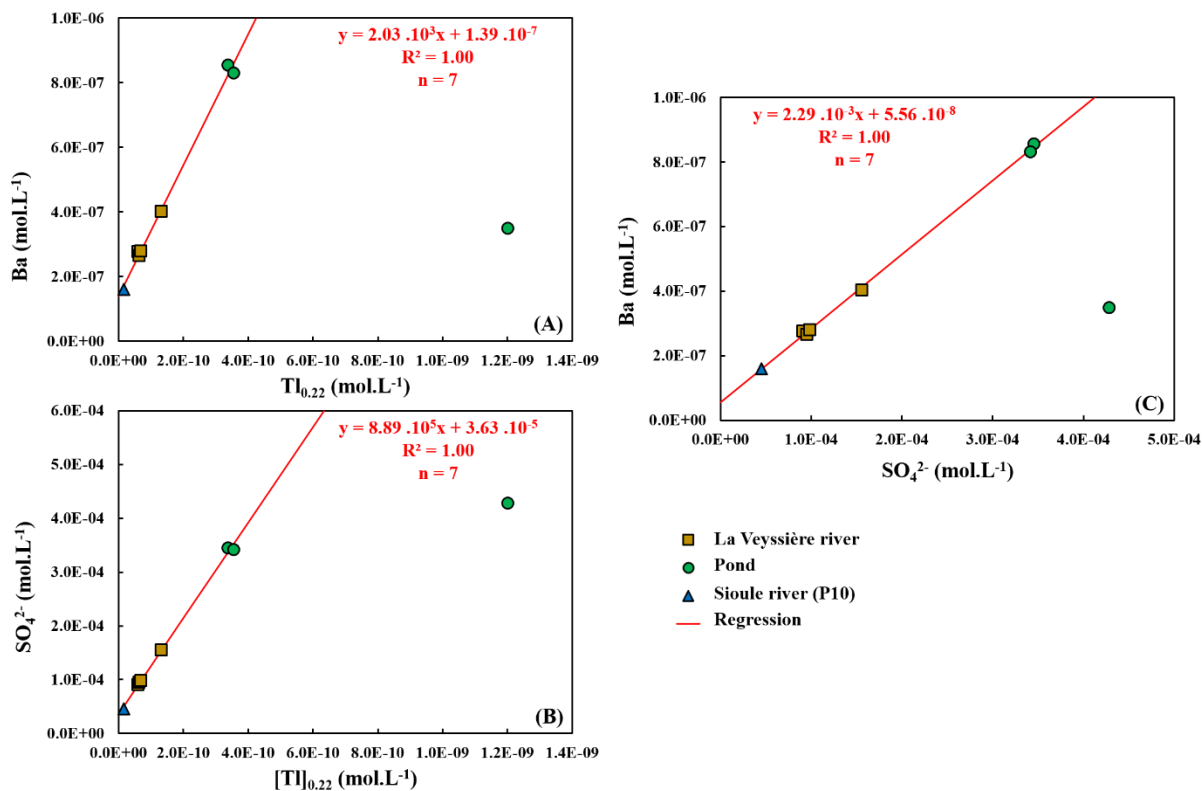 1.0E-06
8.0E-07
6.0E-07
4.0E-07
2.0E-07
0.0E+00
Ba (mol.L⁻¹)
y = 2.03 .10³x + 1.39 .10⁻⁷
R² = 1.00
n = 7
(A)
0.0E+00 2.0E-10 4.0E-10 6.0E-10 8.0E-10 1.0E-09 1.2E-09 1.4E-09
Tl₀.₂₂ (mol.L⁻¹)
6.0E-04
5.0E-04
4.0E-04
3.0E-04
2.0E-04
1.0E-04
0.0E+00
SO₄²⁻ (mol.L⁻¹)
y = 8.89 .10⁵x + 3.63 .10⁻⁵
R² = 1.00
n = 7
(B)
0.0E+00 2.0E-10 4.0E-10 6.0E-10 8.0E-10 1.0E-09 1.2E-09 1.4E-09
[Tl]₀.₂₂ (mol.L⁻¹)
1.0E-06
8.0E-07
6.0E-07
4.0E-07
2.0E-07
0.0E+00
Ba (mol.L⁻¹)
y = 2.29 .10⁻³x + 5.56 .10⁻⁸
R² = 1.00
n = 7
(C)
0.0E+00 1.0E-04 2.0E-04 3.0E-04 4.0E-04 5.0E-04
SO₄²⁻ (mol.L⁻¹)
La Veyssière river
Pond
Sioule river (P10)
Regression